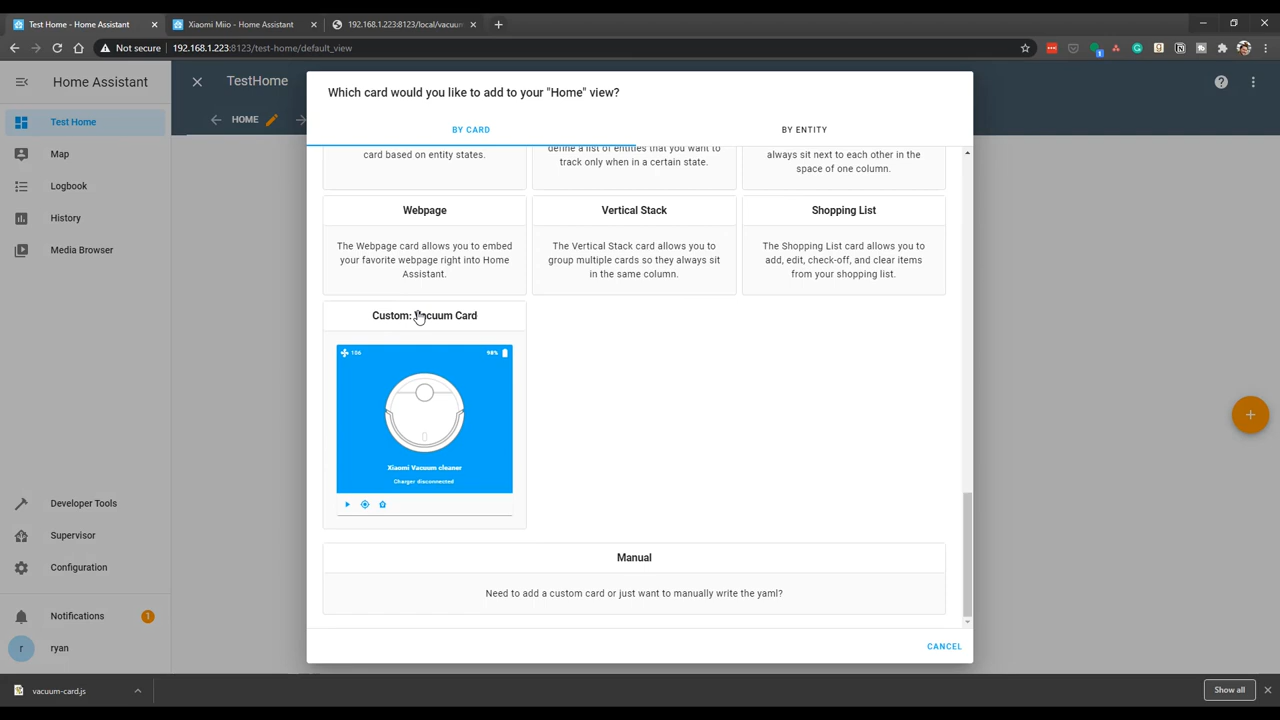 Test Home - Home Assistant
Xiaomi Miio - Home Assistant
192.168.1.223:8123/local/vacuum
Not secure
192.168.1.223:8123/test-home/default_view
Home Assistant
TestHome
HOME
Test Home
Map
Logbook
History
Media Browser
Developer Tools
Supervisor
Configuration
Notifications
1
r
ryan
Which card would you like to add to your "Home" view?
BY CARD
BY ENTITY
card based on entity states.
define a list of entities that you want to
track only when in a certain state.
always sit next to each other in the
space of one column.
Webpage
The Webpage card allows you to embed
your favorite webpage right into Home
Assistant.
Vertical Stack
The Vertical Stack card allows you to
group multiple cards so they always sit
in the same column.
Shopping List
The Shopping List card allows you to
add, edit, check-off, and clear items
from your shopping list.
Custom: Vacuum Card
106
98%
Xiaomi Vacuum cleaner
Charger disconnected
Manual
Need to add a custom card or just want to manually write the yaml?
CANCEL
vacuum-card.js
Show all